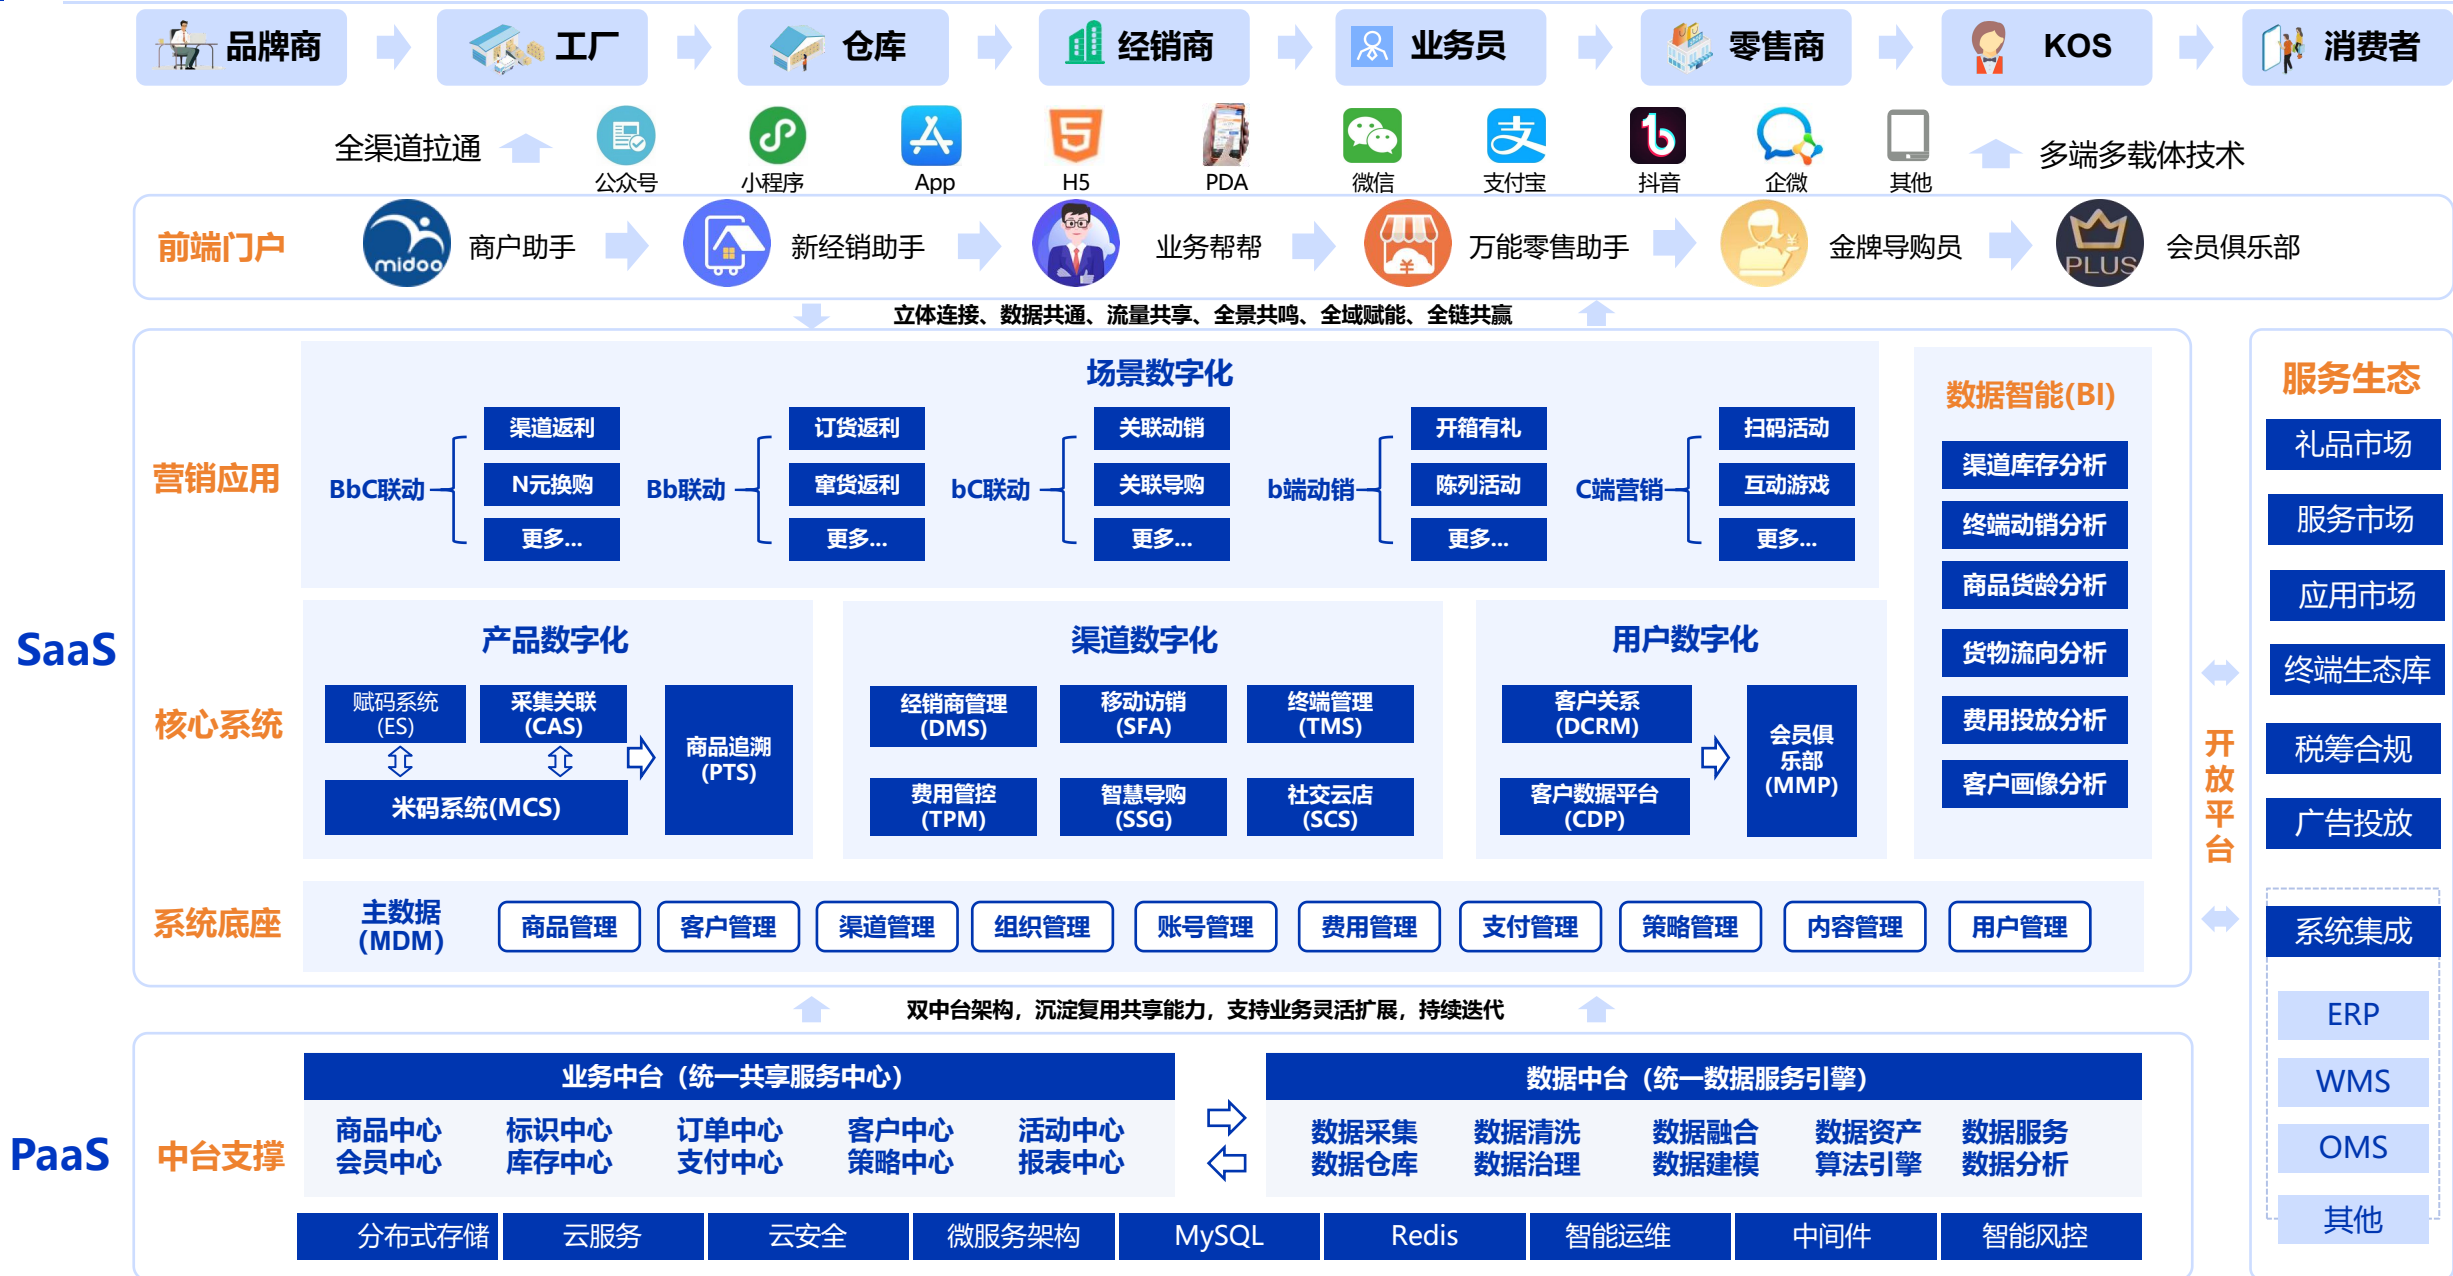 品牌商
工厂
仓库
经销商
业务员
零售商
KOS
消费者
全渠道拉通
公众号
小程序
App
H5
PDA
微信
支付宝
抖音
企微
其他
多端多载体技术
前端门户
midoo
商户助手
新经销助手
业务帮帮
万能零售助手
金牌导购员
PLUS
会员俱乐部
立体连接、数据共通、流量共享、全景共鸣、全域赋能、全链共赢
SaaS
营销应用
场景数字化
BbC联动
渠道返利
N元换购
更多...
Bb联动
订货返利
窜货返利
更多...
bC联动
关联动销
关联导购
更多...
b端动销
开箱有礼
陈列活动
更多...
C端营销
扫码活动
互动游戏
更多...
数据智能(BI)
渠道库存分析
终端动销分析
商品货龄分析
货物流向分析
费用投放分析
客户画像分析
核心系统
产品数字化
赋码系统
(ES)
采集关联
(CAS)
米码系统(MCS)
商品追溯
(PTS)
渠道数字化
经销商管理
(DMS)
移动访销
(SFA)
终端管理
(TMS)
费用管控
(TPM)
智慧导购
(SSG)
社交云店
(SCS)
用户数字化
客户关系
(DCRM)
客户数据平台
(CDP)
会员俱
乐部
(MMP)
系统底座
主数据
(MDM)
商品管理
客户管理
渠道管理
组织管理
账号管理
费用管理
支付管理
策略管理
内容管理
用户管理
开
放
平
台
服务生态
礼品市场
服务市场
应用市场
终端生态库
税筹合规
广告投放
系统集成
ERP
WMS
OMS
其他
双中台架构，沉淀复用共享能力，支持业务灵活扩展，持续迭代
PaaS
中台支撑
业务中台（统一共享服务中心）
商品中心 标识中心 订单中心 客户中心 活动中心
会员中心 库存中心 支付中心 策略中心 报表中心
数据中台（统一数据服务引擎）
数据采集 数据清洗 数据融合 数据资产 数据服务
数据仓库 数据治理 数据建模 算法引擎 数据分析
分布式存储
云服务
云安全
微服务架构
MySQL
Redis
智能运维
中间件
智能风控